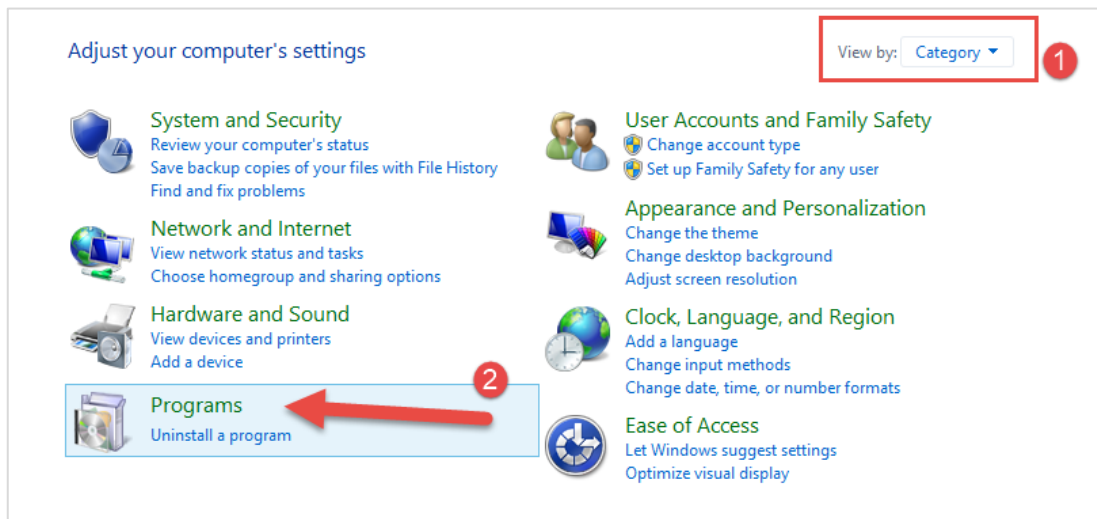 Adjust your computer's settings
View by: Category
1
System and Security
Review your computer's status
Save backup copies of your files with File History
Find and fix problems
Network and Internet
View network status and tasks
Choose homegroup and sharing options
Hardware and Sound
View devices and printers
Add a device
2
Programs
Uninstall a program
User Accounts and Family Safety
Change account type
Set up Family Safety for any user
Appearance and Personalization
Change the theme
Change desktop background
Adjust screen resolution
Clock, Language, and Region
Add a language
Change input methods
Change date, time, or number formats
Ease of Access
Let Windows suggest settings
Optimize visual display